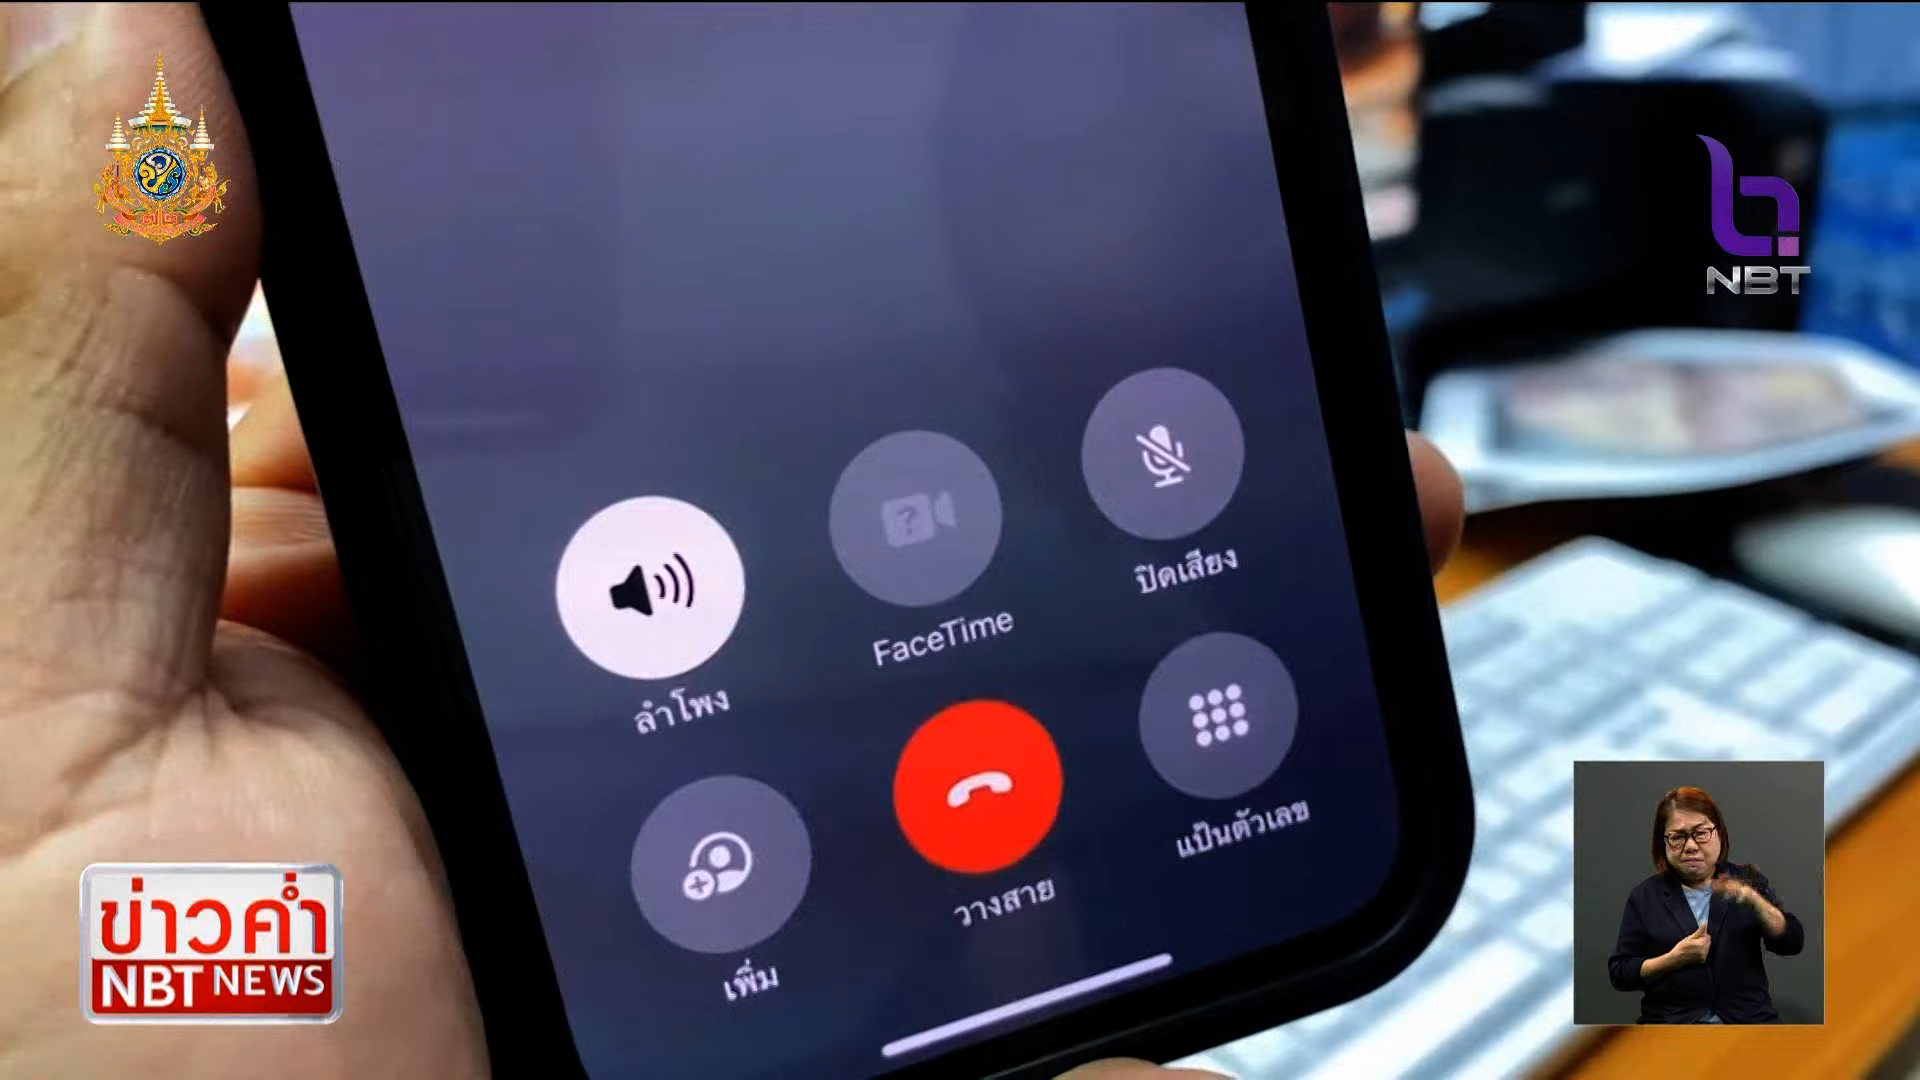 NBT
ปิดเสียง
FaceTime
ลำโพง
แป้นตัวเลข
วางสาย
เพิ่ม
ข่าวค่ำ
NBT NEWS